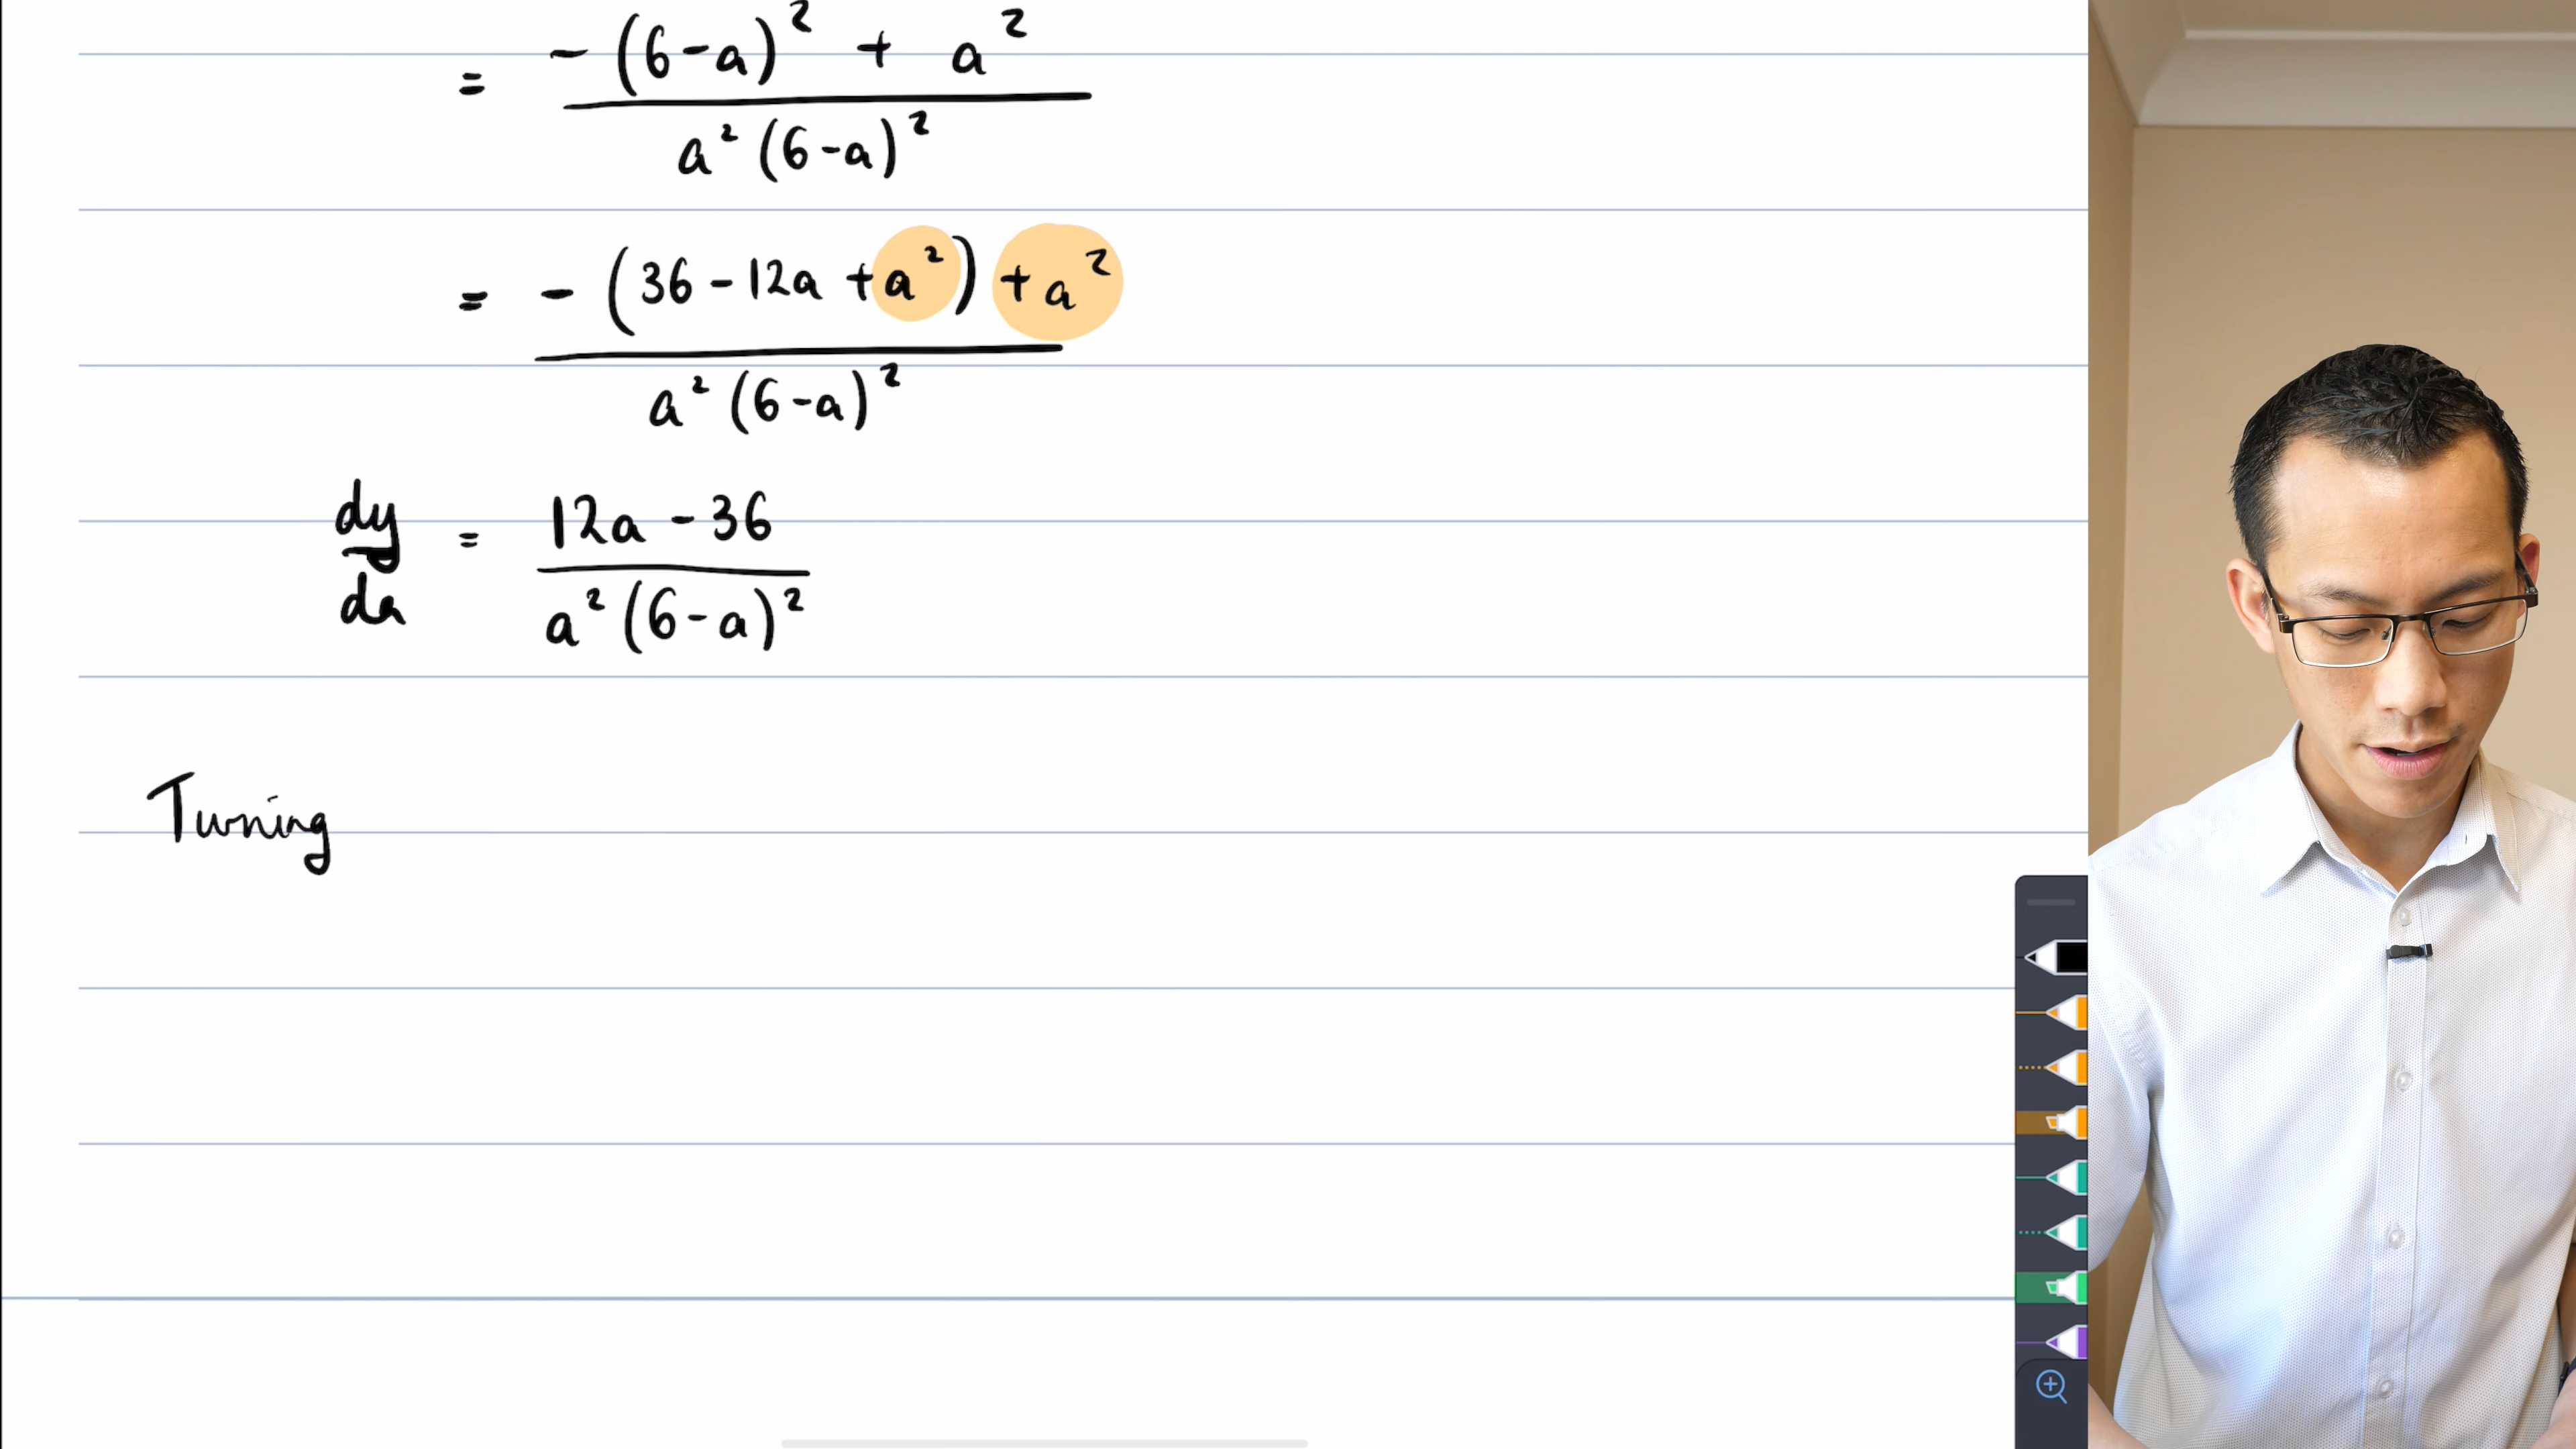 = -(6-a)² + a²
a²(6-a)²
= -(36-12a+a²)+a²
a²(6-a)²
dy = 12a-36
da a²(6-a)²
Turning